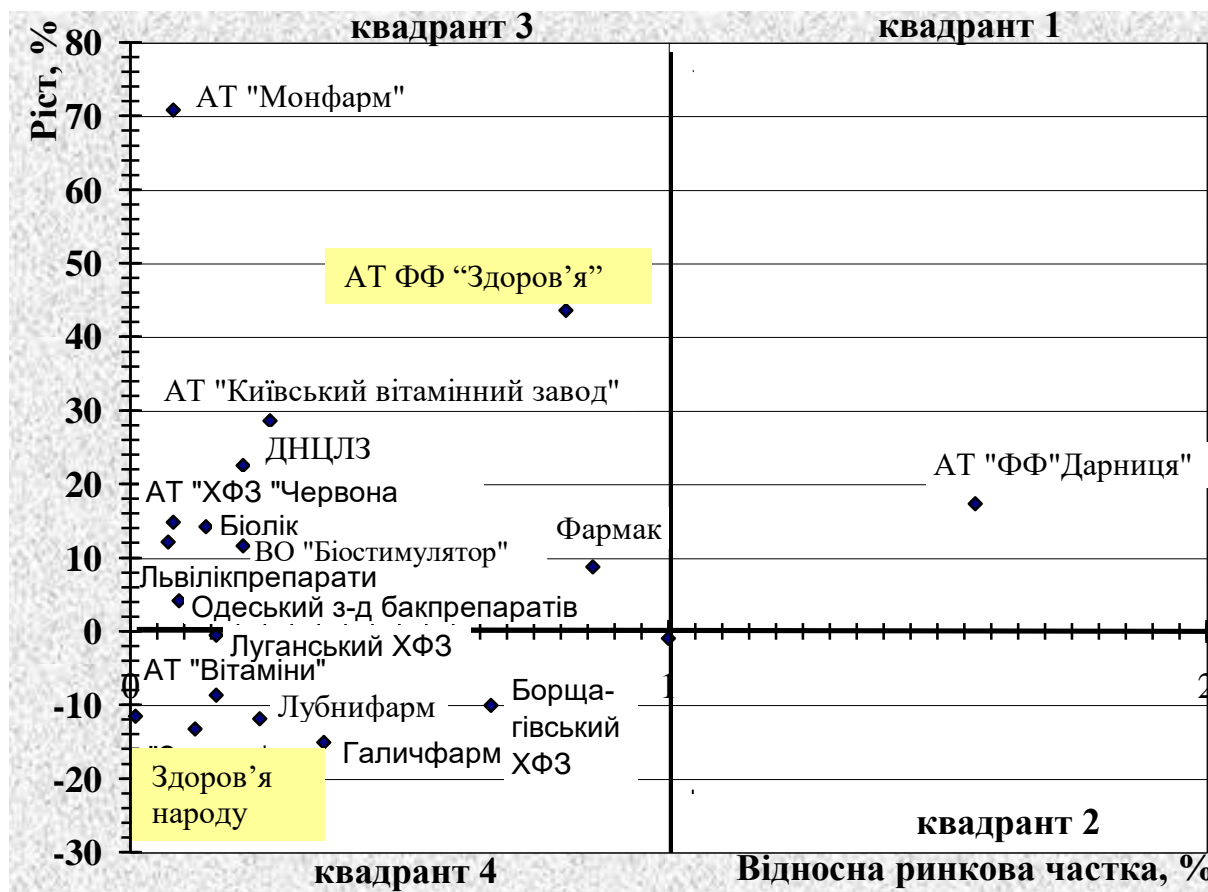 квадрант 3
квадрант 1
Ріст, %
80
70
60
50
40
30
20
10
0
-10
-20
-30
АТ "Монфарм"
АТ ФФ “Здоров’я”
АТ "Київський вітамінний завод"
ДНЦЛЗ
АТ "ФФ"Дарниця"
АТ "ХФЗ "Червона
Біолік
Фармак
ВО "Біостимулятор"
Львілікпрепарати
Одеський з-д бакпрепаратів
Луганський ХФЗ
АТ "Вітаміни"
0
1
2
Лубнифарм
Борща-
гівський
ХФЗ
Галичфарм
Здоров’я
народу
квадрант 2
квадрант 4
Відносна ринкова частка, %